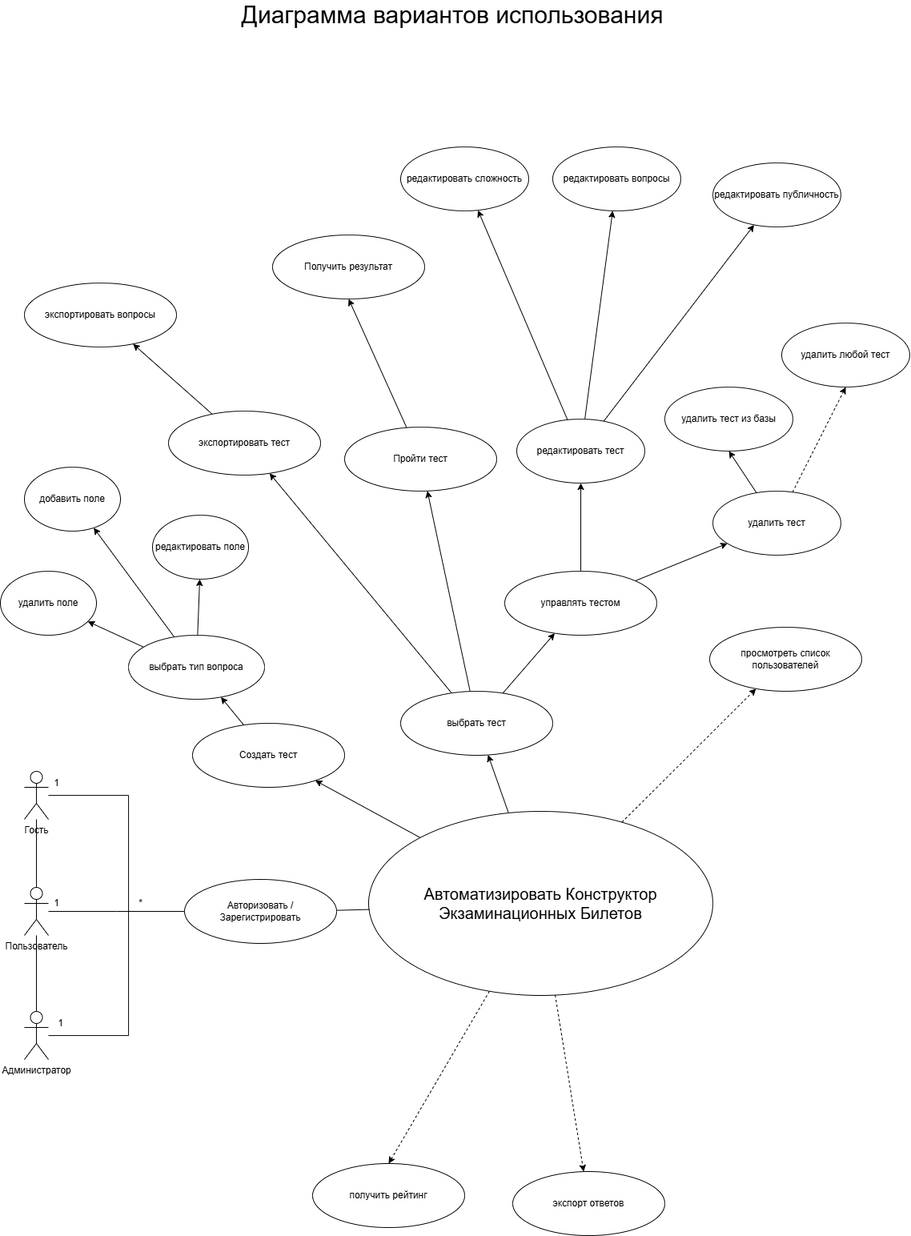 Диаграмма вариантов использования
редактировать сложность
редактировать вопросы
редактировать публичность
Получить результат
экспортировать вопросы
удалить любой тест
удалить тест из базы
экспортировать тест
Пройти тест
редактировать тест
добавить поле
удалить тест
редактировать поле
удалить поле
управлять тестом
выбрать тип вопроса
просмотреть список
пользователей
выбрать тест
Создать тест
1
Гость
Автоматизировать Конструктор
Экзаминационных Билетов
1
*
Авторизовать /
Зарегистрировать
Пользователь
1
Администратор
получить рейтинг
экспорт ответов